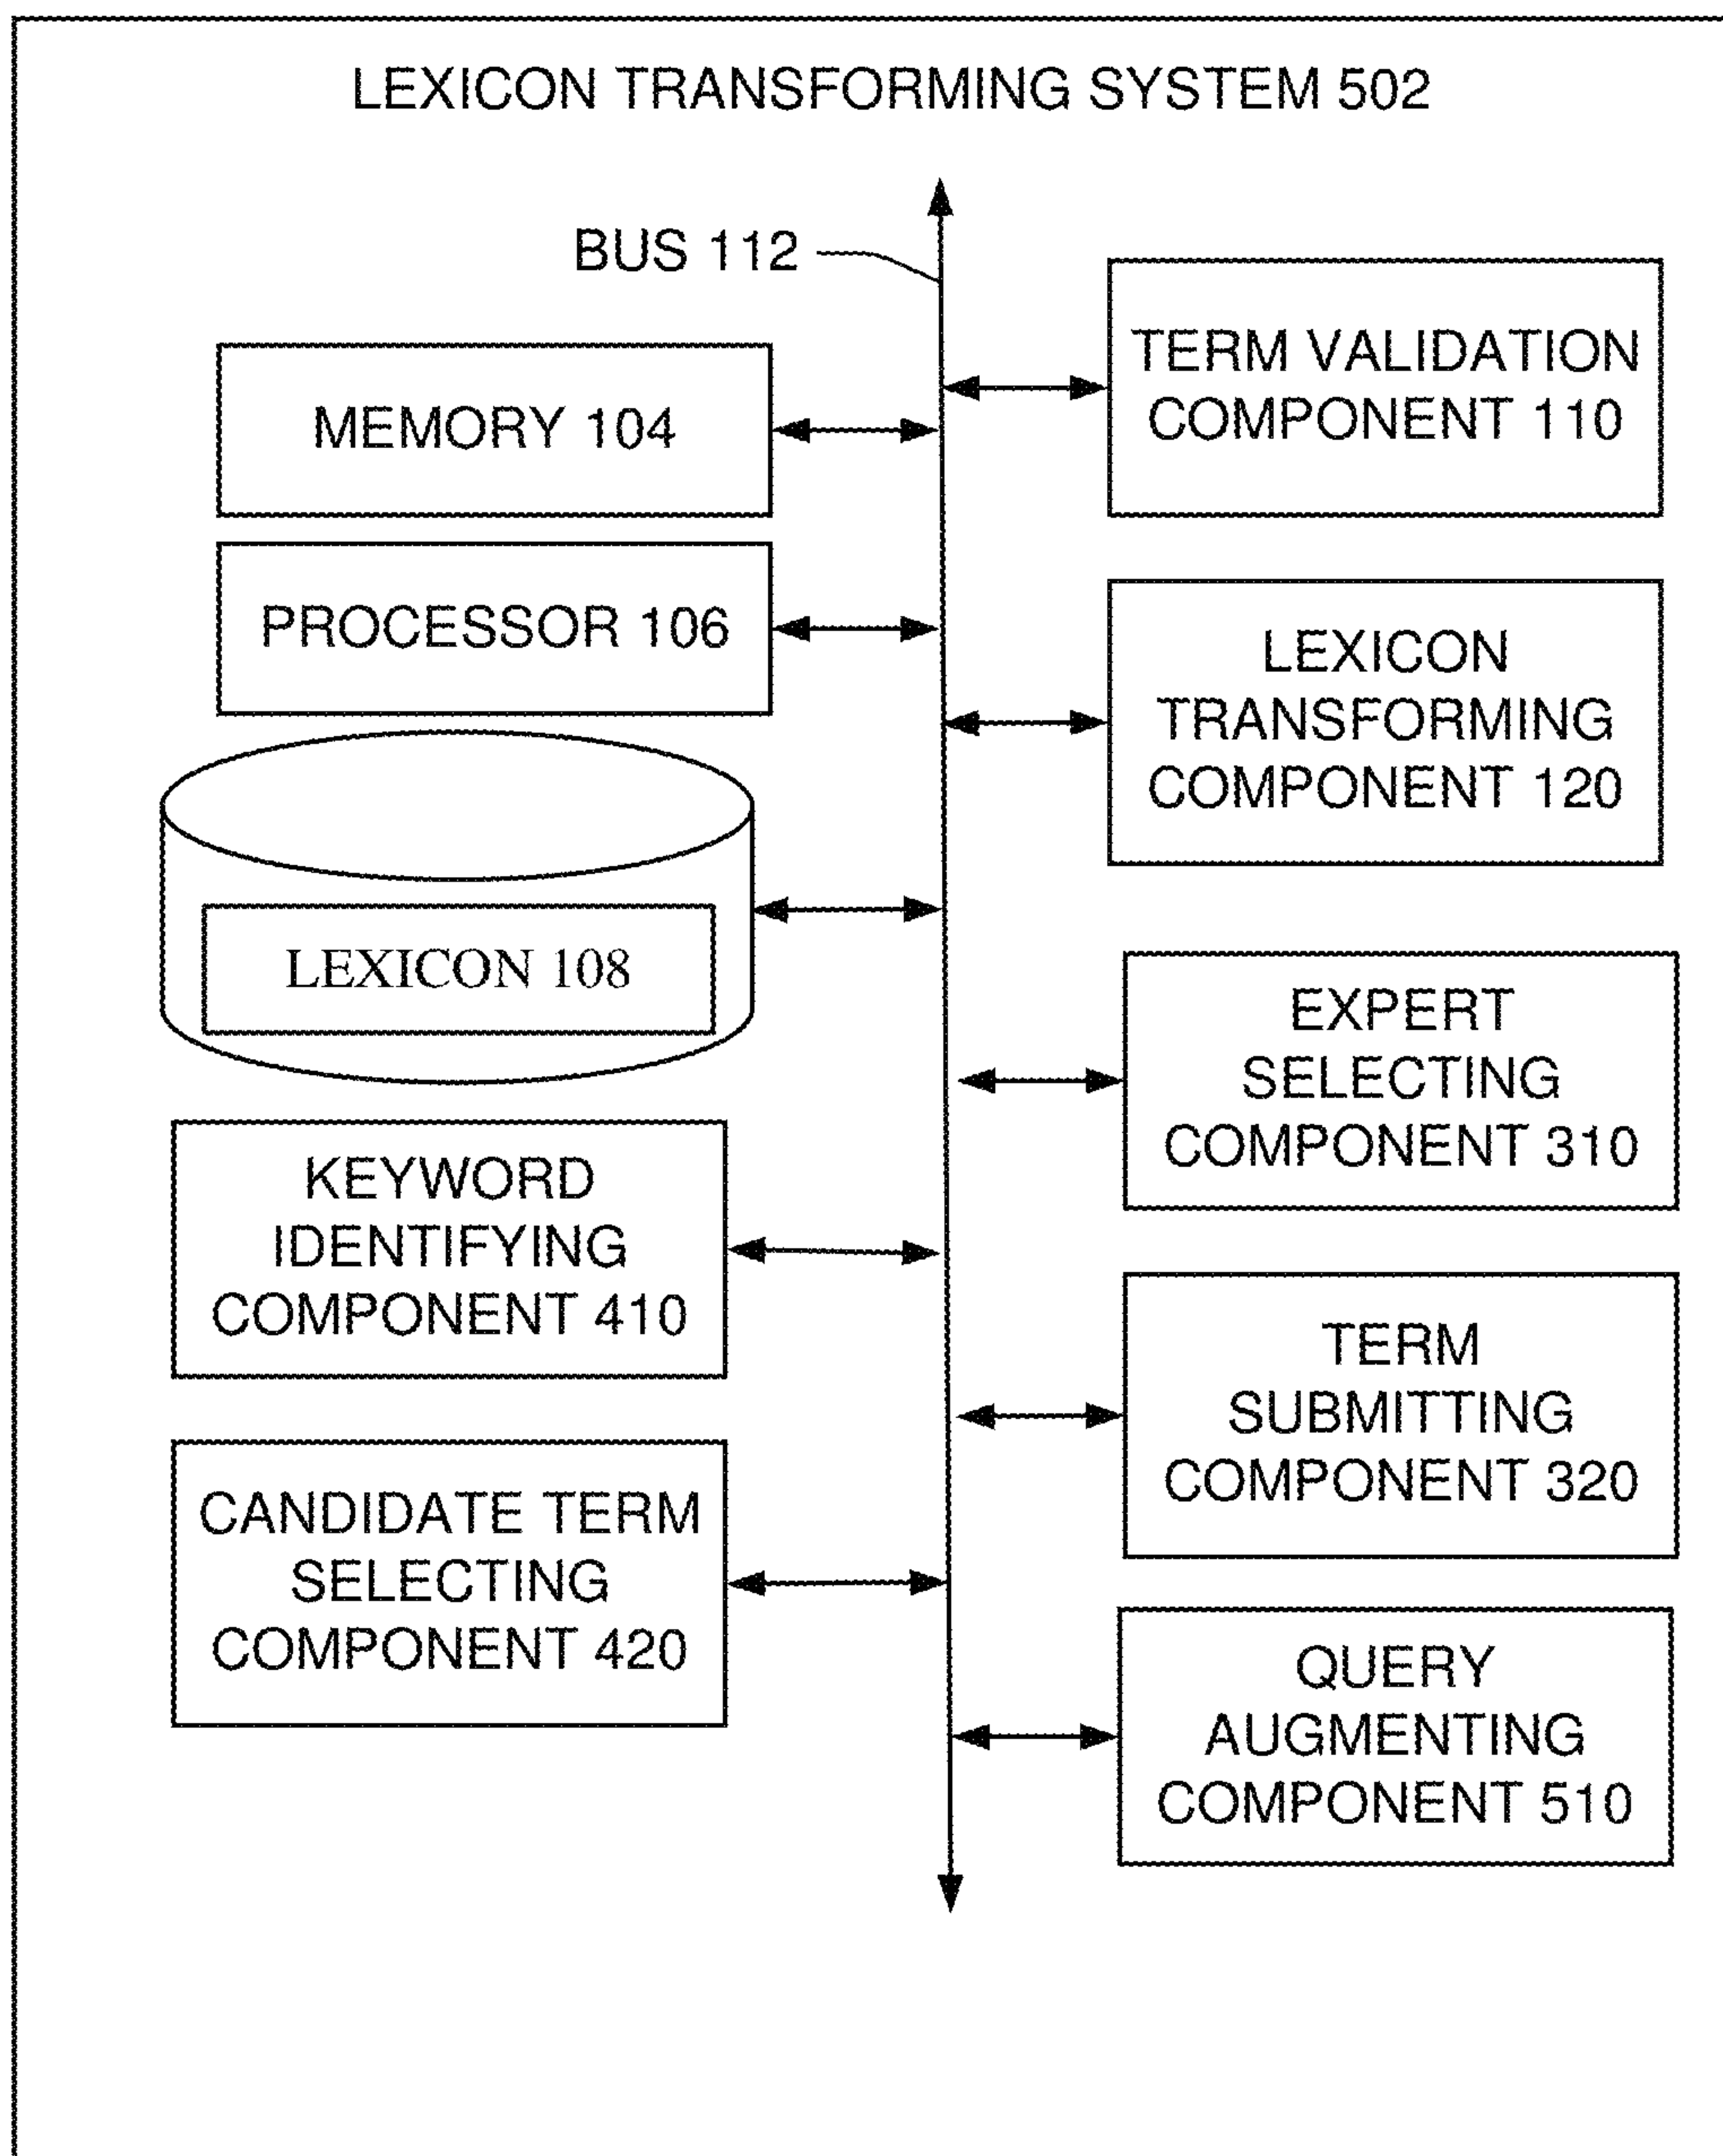 LEXICON TRANSFORMING SYSTEM 502
BUS 112
MEMORY 104
PROCESSOR 106
LEXICON 108
KEYWORD
IDENTIFYING
COMPONENT 410
CANDIDATE TERM
SELECTING
COMPONENT 420
TERM VALIDATION
COMPONENT 110
LEXICON
TRANSFORMING
COMPONENT 120
EXPERT
SELECTING
COMPONENT 310
TERM
SUBMITTING
COMPONENT 320
QUERY
AUGMENTING
COMPONENT 510